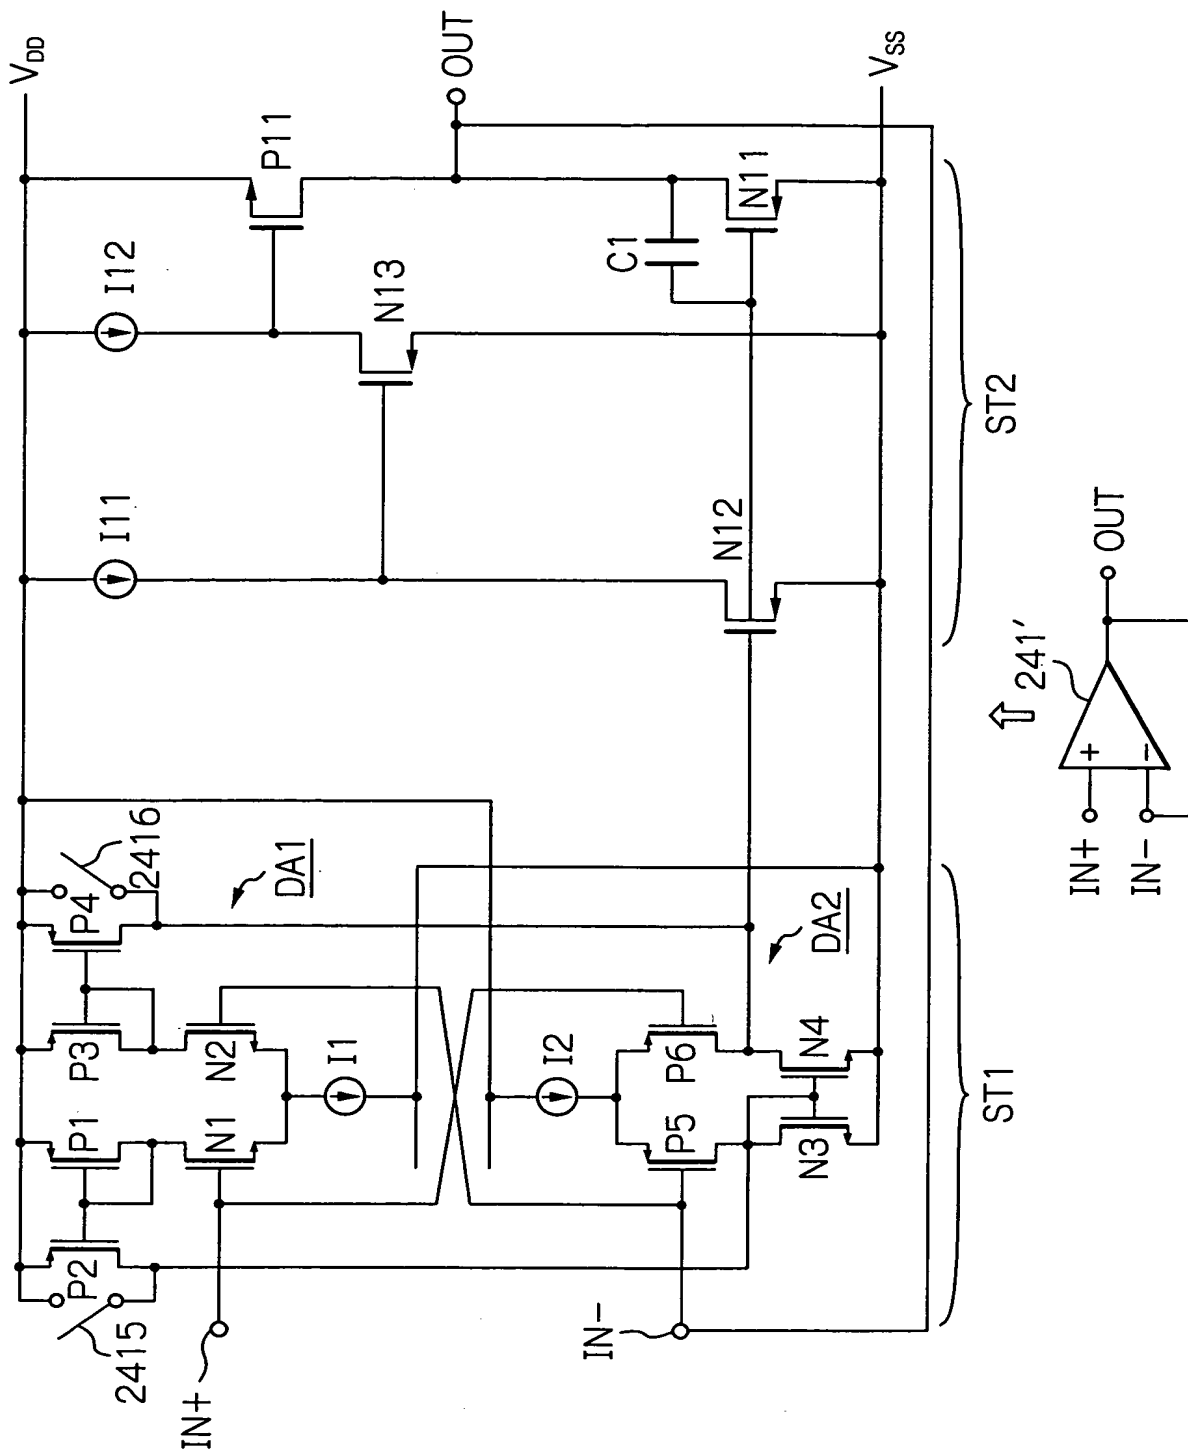 VDD
I11
I12
P11
OUT
N13
C1
N11
N12
VSS
2415
P2
P1
P3
P4
2416
N1
N2
DA1
I1
IN+
I2
P5
P6
DA2
IN-
N3
N4
ST1
ST2
IN+
IN-
+
-
241'
OUT